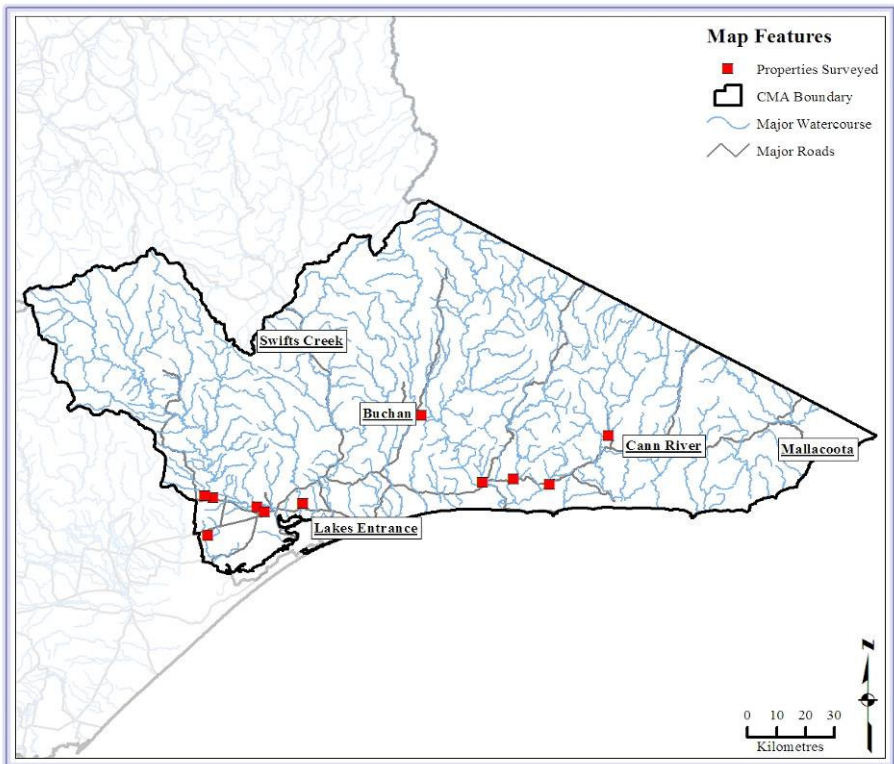 Map Features
Properties Surveyed
CMA Boundary
Major Watercourse
Major Roads
Swifts Creek
Buchan
Cann River
Mallacoota
Lakes Entrance
N
0 10 20 30
Kilometres